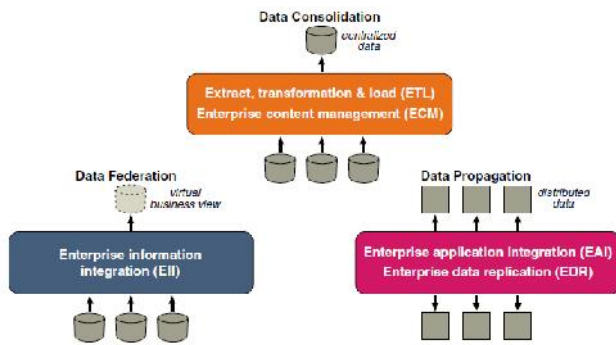 Data Consolidation
centralized
data
Extract, transformation & load (ETL)
Enterprise content management (ECM)
Data Federation
virtual
business view
Enterprise information
integration (EII)
Data Propagation
distributed
data
Enterprise application integration (EAI)
Enterprise data replication (EDR)